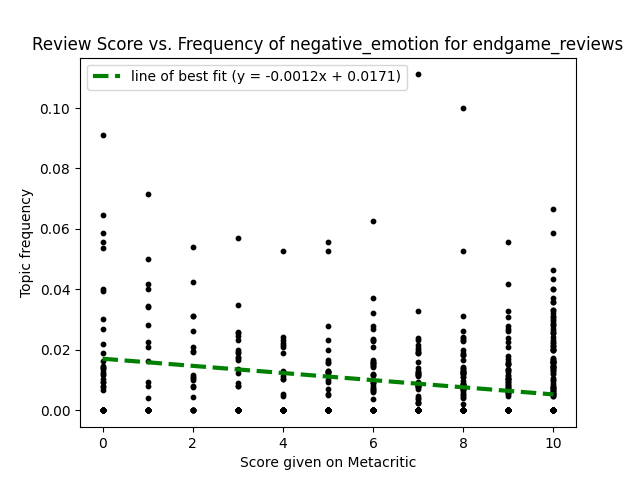 Review Score vs. Frequency of negative_emotion for endgame_reviews
line of best fit (y = -0.0012x + 0.0171)
0.10
0.08
0.06
0.04
0.02
0.00
Topic frequency
0 2 4 6 8 10
Score given on Metacritic